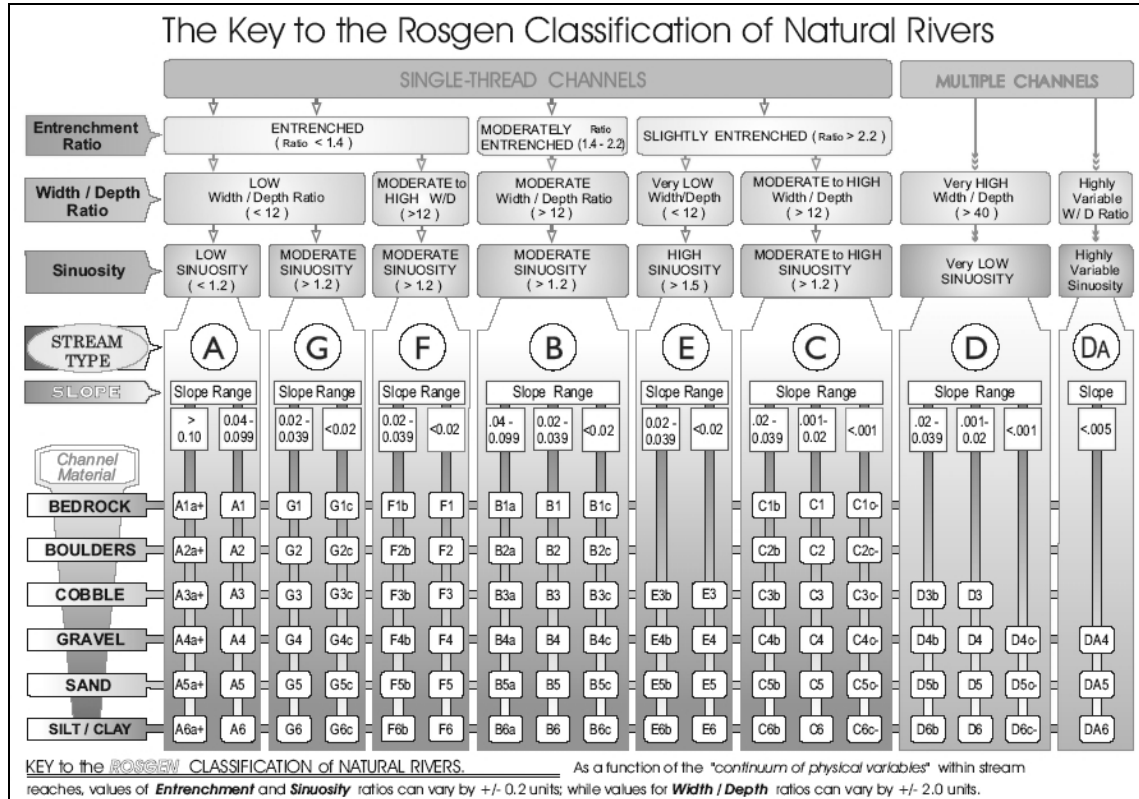 The Key to the Rosgen Classification of Natural Rivers
SINGLE-THREAD CHANNELS
MULTIPLE CHANNELS
Entrenchment
Ratio
ENTRENCHED
( Ratio < 1.4 )
MODERATELY Ratio
ENTRENCHED (1.4 - 2.2)
SLIGHTLY ENTRENCHED ( Ratio > 2.2 )
Width / Depth
Ratio
LOW
Width / Depth Ratio
( < 12 )
MODERATE to
HIGH W/D
( >12 )
MODERATE
Width / Depth Ratio
( > 12 )
Very LOW
Width/Depth
( < 12 )
MODERATE to HIGH
Width / Depth
( > 12 )
Very HIGH
Width / Depth
( > 40 )
Highly
Variable
W / D Ratio
Sinuosity
LOW
SINUOSITY
( < 1.2 )
MODERATE
SINUOSITY
( > 1.2 )
MODERATE
SINUOSITY
( > 1.2 )
MODERATE
SINUOSITY
( > 1.2 )
HIGH
SINUOSITY
( > 1.5 )
MODERATE to HIGH
SINUOSITY
( > 1.2 )
Very LOW
SINUOSITY
Highly
Variable
Sinuosity
STREAM
TYPE
A G F B E C D DA
SLOPE
Slope Range Slope Range Slope Range Slope Range Slope Range Slope Range Slope Range Slope
> 0.10 0.04 - 0.099 0.02 - 0.039 <0.02 0.02 - 0.039 <0.02 .04 - 0.099 0.02 - 0.039 <0.02 0.02 - 0.039 <0.02 .02 - 0.039 .001- 0.02 <.001 .02 - 0.039 .001- 0.02 <.001 <.005
Channel
Material
BEDROCK A1a+ A1 G1 G1c F1b F1 B1a B1 B1c C1b C1 C1c-
BOULDERS A2a+ A2 G2 G2c F2b F2 B2a B2 B2c C2b C2 C2c-
COBBLE A3a+ A3 G3 G3c F3b F3 B3a B3 B3c E3b E3 C3b C3 C3c- D3b D3
GRAVEL A4a+ A4 G4 G4c F4b F4 B4a B4 B4c E4b E4 C4b C4 C4c- D4b D4 D4c- DA4
SAND A5a+ A5 G5 G5c F5b F5 B5a B5 B5c E5b E5 C5b C5 C5c- D5b D5 D5c- DA5
SILT / CLAY A6a+ A6 G6 G6c F6b F6 B6a B6 B6c E6b E6 C6b C6 C6c- D6b D6 D6c- DA6
KEY to the ROSGEN CLASSIFICATION of NATURAL RIVERS. As a function of the "continuum of physical variables" within stream
reaches, values of Entrenchment and Sinuosity ratios can vary by +/- 0.2 units; while values for Width / Depth ratios can vary by +/- 2.0 units.